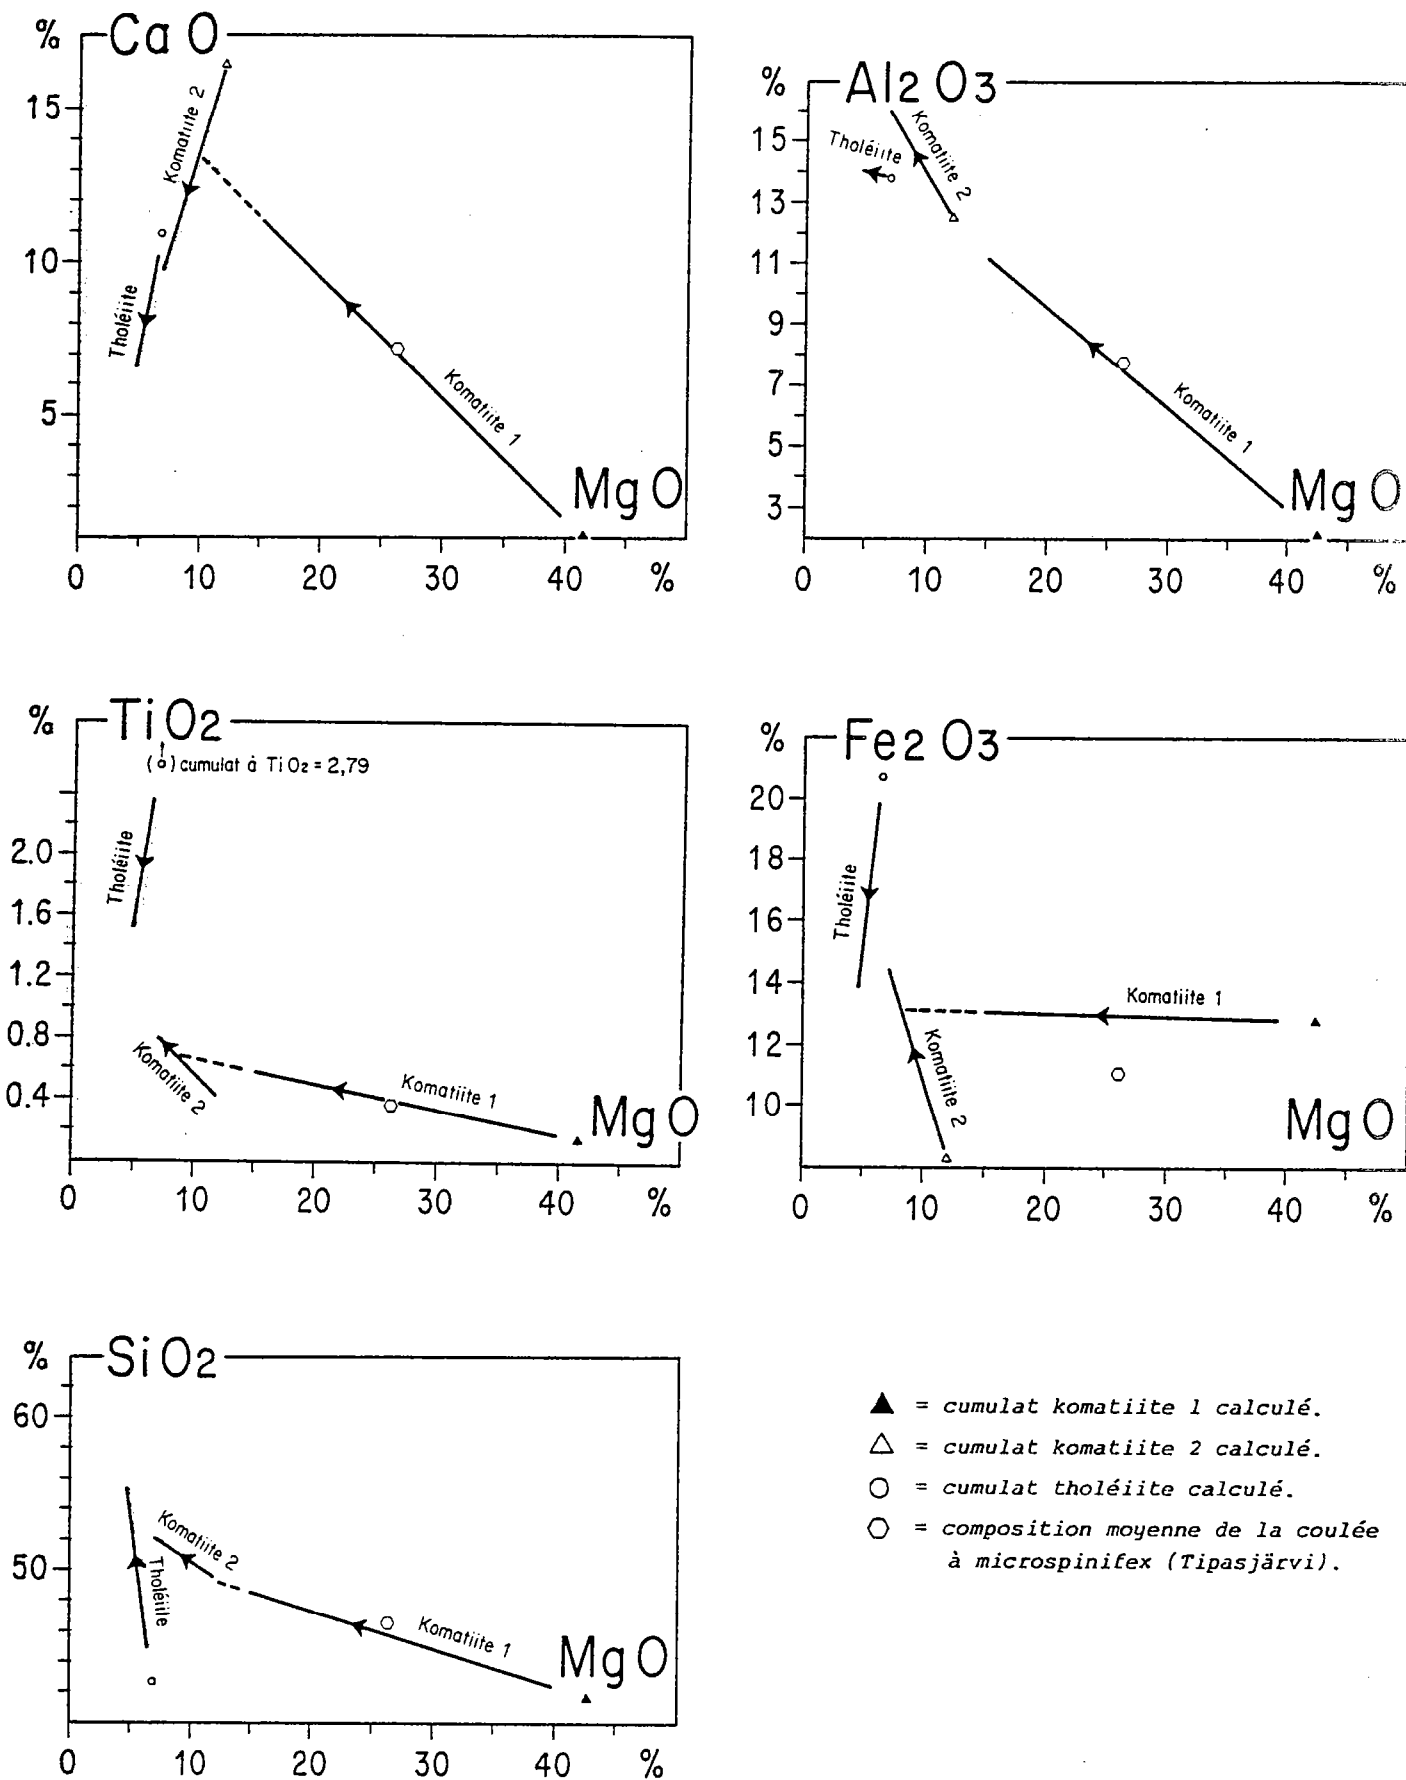 % CaO
15
10
5
Komatiite 2
Tholéiite
Komatiite 1
MgO
0 10 20 30 40 %
% Al2O3
15
13
11
9
7
5
3
Tholéiite
Komatiite 2
Komatiite 1
MgO
0 10 20 30 40 %
% TiO2
(o) cumulat à TiO2 = 2,79
2.0
1.6
1.2
0.8
0.4
Tholéiite
Komatiite 2
Komatiite 1
MgO
0 10 20 30 40 %
% Fe2O3
20
18
16
14
12
10
Tholéiite
Komatiite 2
Komatiite 1
MgO
0 10 20 30 40 %
% SiO2
60
50
Komatiite 2
Tholéiite
Komatiite 1
MgO
0 10 20 30 40 %
▲ = cumulat komatiite 1 calculé.
△ = cumulat komatiite 2 calculé.
○ = cumulat tholéiite calculé.
⬡ = composition moyenne de la coulée
à microspinifex (Tipasjärvi).